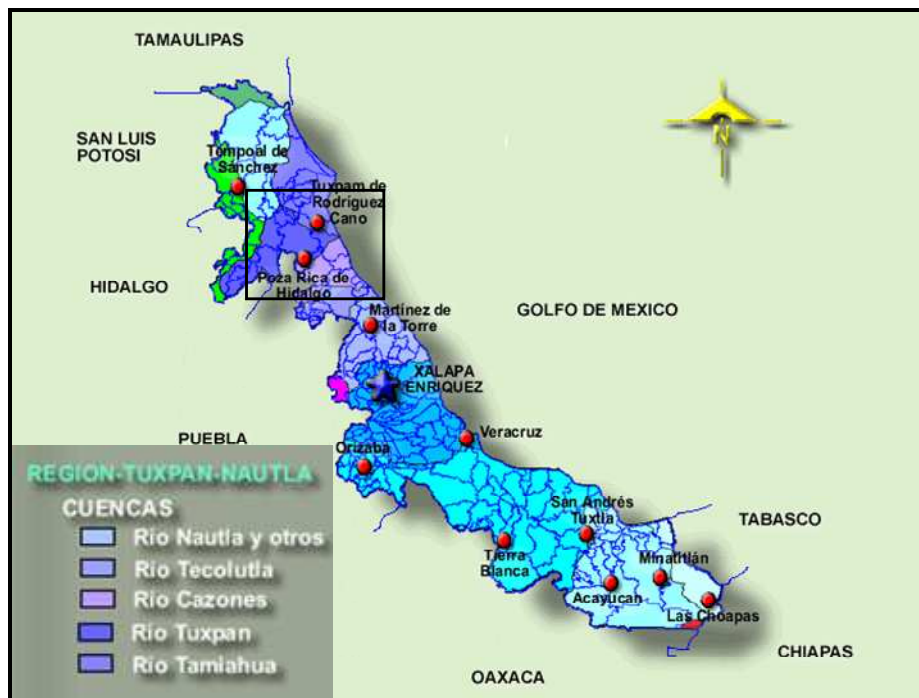 TAMAULIPAS
SAN LUIS
POTOSI
Tempoal de
Sánchez
Tuxpam de
Rodríguez
Cano
HIDALGO
Poza Rica de
Hidalgo
GOLFO DE MEXICO
Martínez de
la Torre
XALAPA
ENRIQUEZ
PUEBLA
Orizaba
Veracruz
San Andrés
Tuxtla
TABASCO
Tierra
Blanca
Minatitlán
Acayucan
Las Choapas
CHIAPAS
OAXACA
N
REGION-TUXPAN-NAUTLA
CUENCAS
Río Nautla y otros
Río Tecolutla
Río Cazones
Río Tuxpan
Río Tamiahua